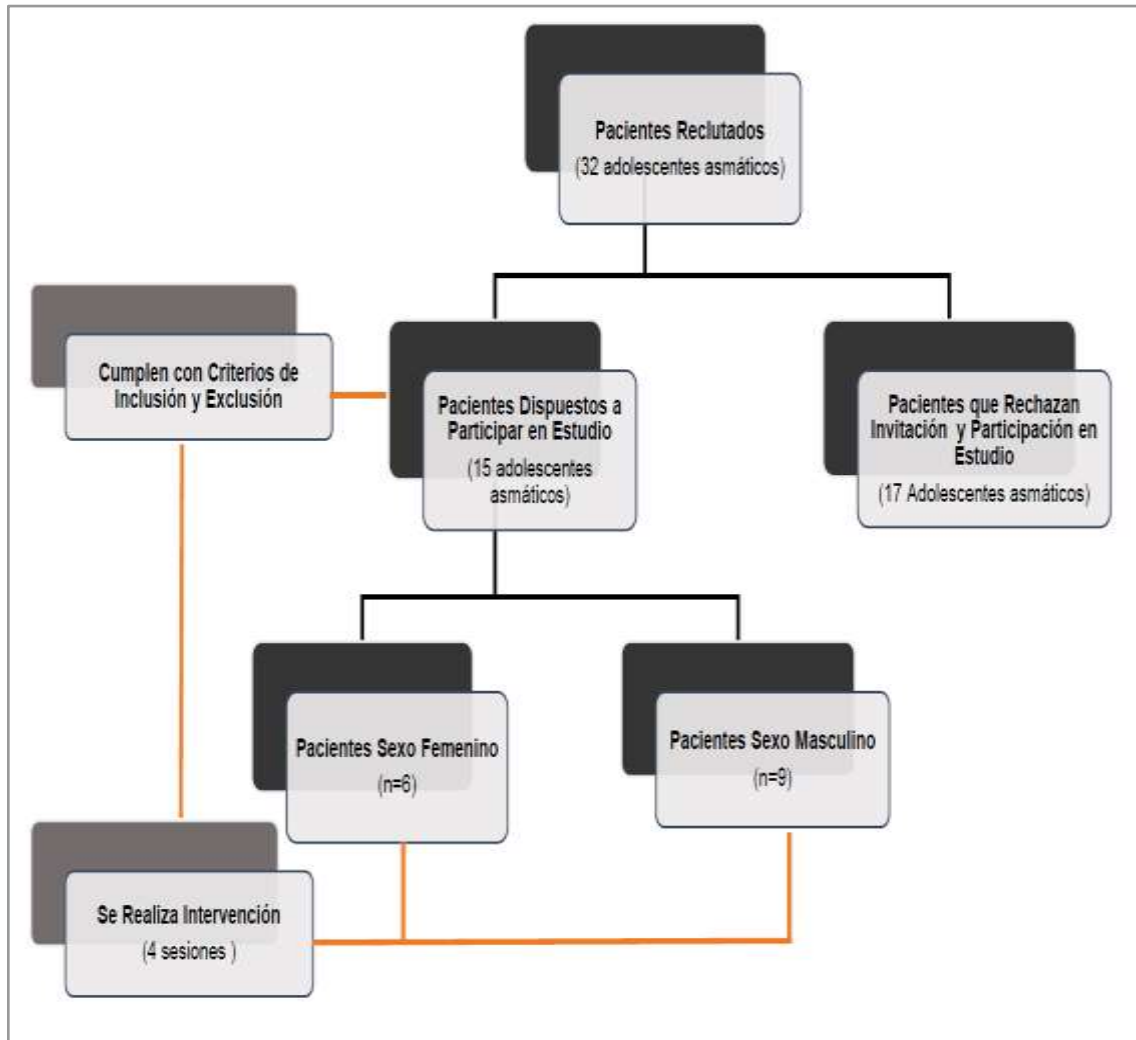 Pacientes Reclutados
(32 adolescentes asmáticos)
Cumplen con Criterios de
Inclusión y Exclusión
Pacientes Dispuestos a
Participar en Estudio
(15 adolescentes
asmáticos)
Pacientes que Rechazan
Invitación y Participación en
Estudio
(17 Adolescentes asmáticos)
Pacientes Sexo Femenino
(n=6)
Pacientes Sexo Masculino
(n=9)
Se Realiza Intervención
(4 sesiones )